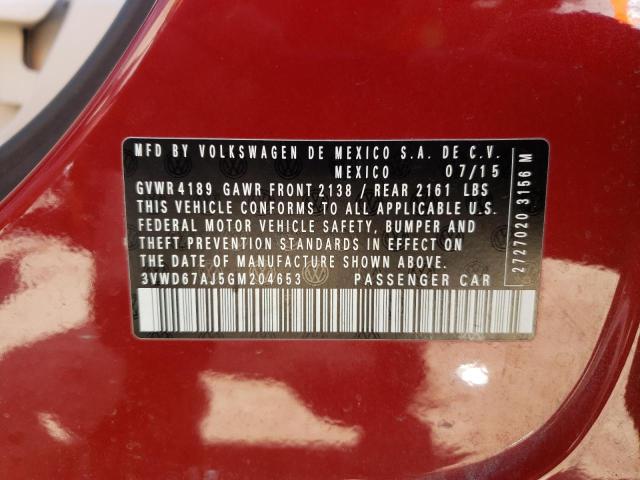 MFD BY VOLKSWAGEN DE MEXICO S.A. DE C.V.
MEXICO 07/15
GVWR 4189 GAWR FRONT 2138 / REAR 2161 LBS
THIS VEHICLE CONFORMS TO ALL APPLICABLE U.S.
FEDERAL MOTOR VEHICLE SAFETY, BUMPER AND
THEFT PREVENTION STANDARDS IN EFFECT ON
THE DATE OF MANUFACTURE SHOWN ABOVE.
3VWD67AJ5GM204653 PASSENGER CAR
2727020 3156 M